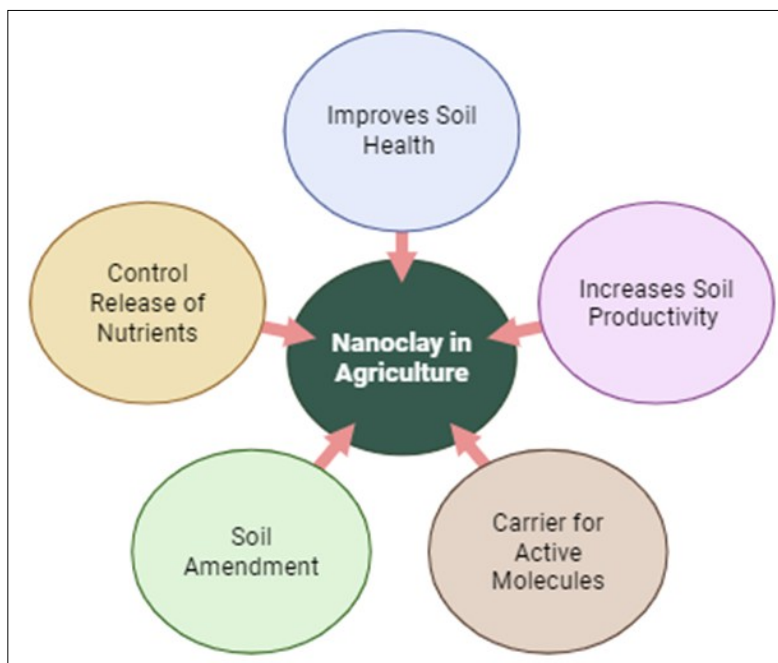 Improves Soil
Health
Control
Release of
Nutrients
Increases Soil
Productivity
Nanoclay in
Agriculture
Soil
Amendment
Carrier for
Active
Molecules